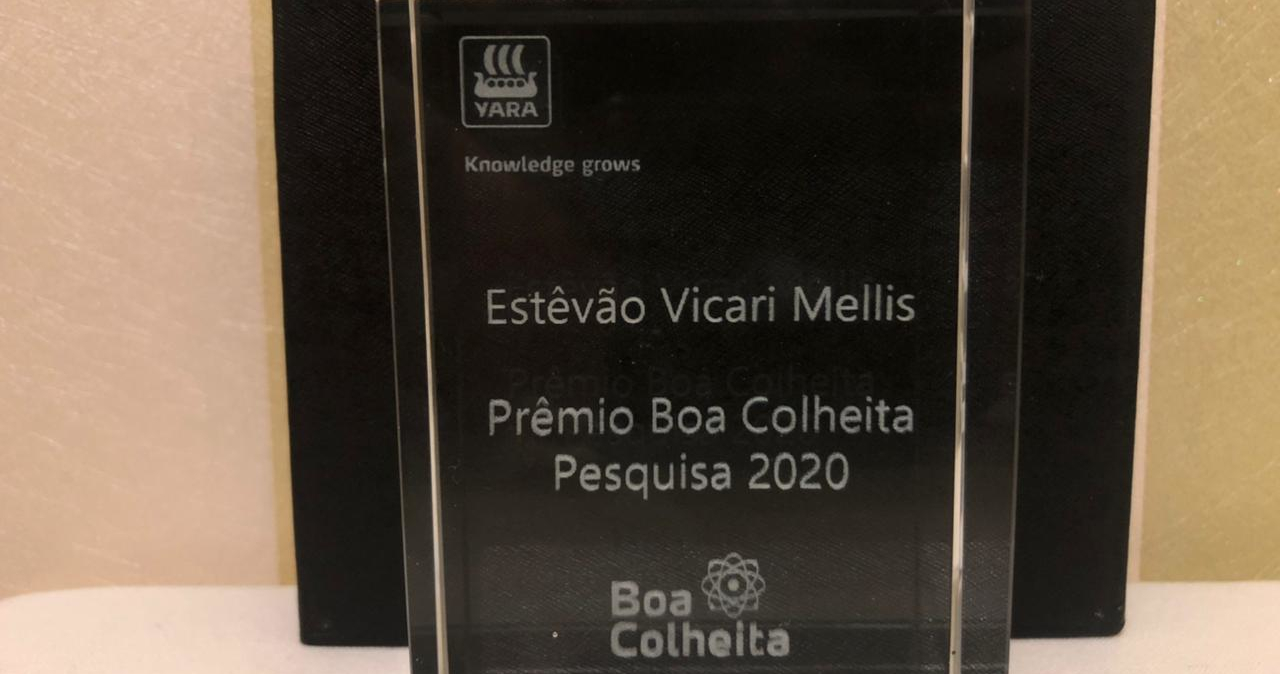 YARA
Knowledge grows
Estêvão Vicari Mellis
Prêmio Boa Colheita
Pesquisa 2020
Boa
Colheita